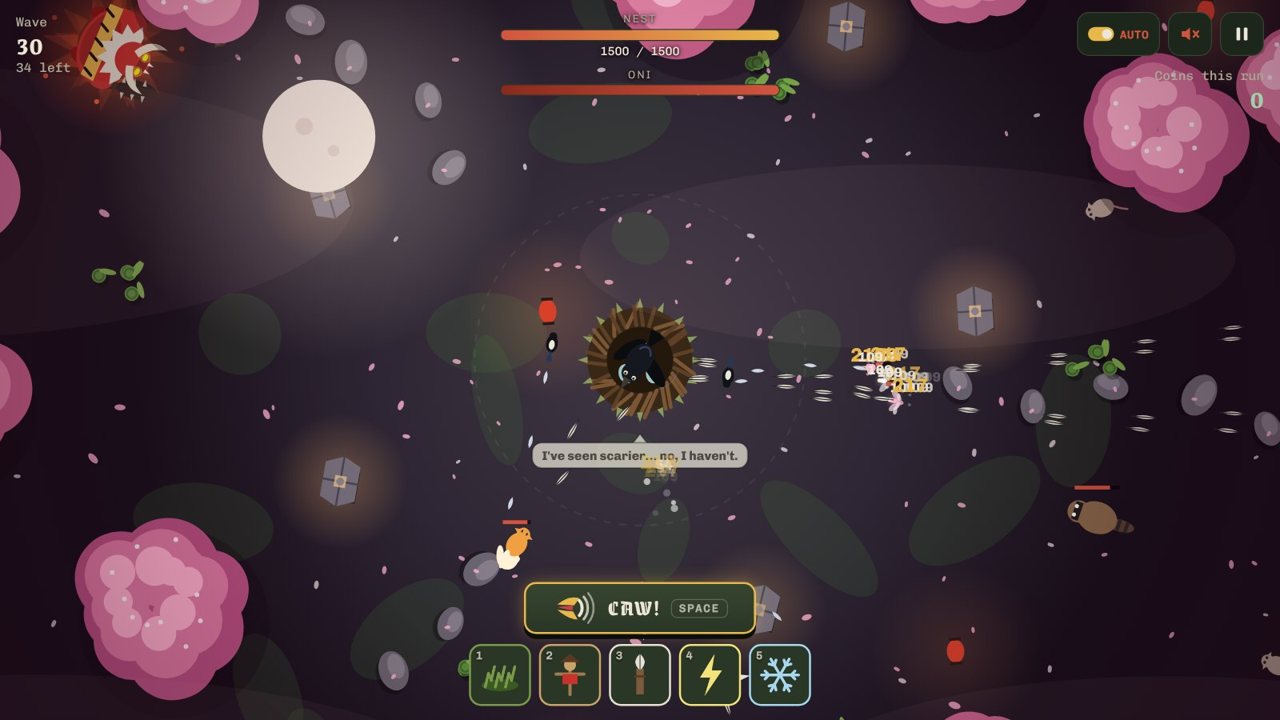 Wave
30
34 left
NEST
1500 / 1500
ONI
AUTO
Coins this run
0
109
I've seen scarier... no, I haven't.
CAW! SPACE
1
2
3
4
5